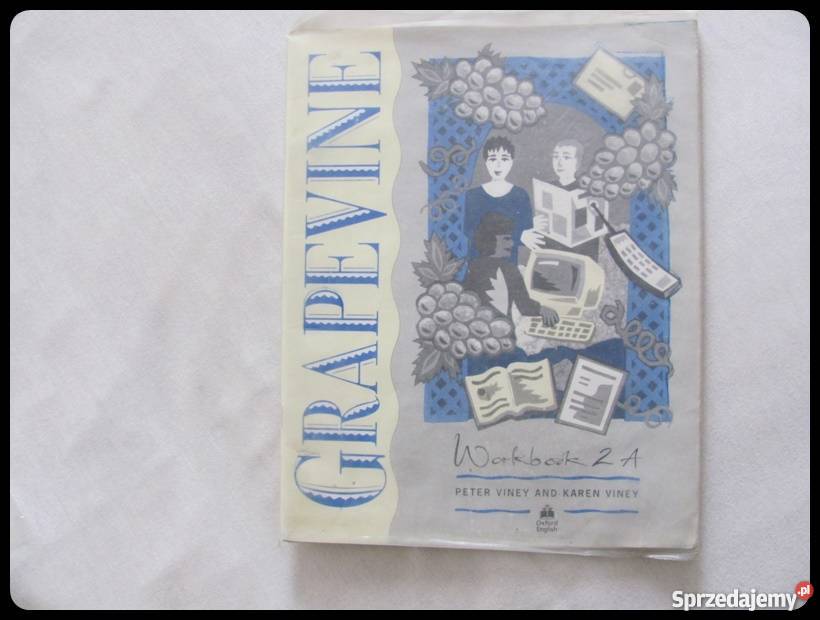 GRAPEVINE
Workbook 2 A
PETER VINEY AND KAREN VINEY
Oxford
English
Sprzedajemy.pl